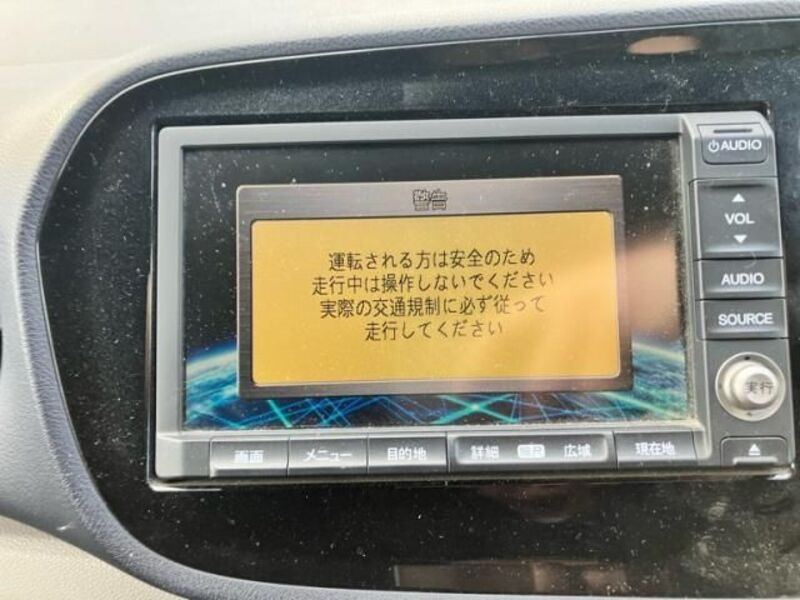 警告
運転される方は安全のため
走行中は操作しないでください
実際の交通規制に必ず従って
走行してください
AUDIO
VOL
AUDIO
SOURCE
実行
画面
メニュー
目的地
詳細
広域
現在地